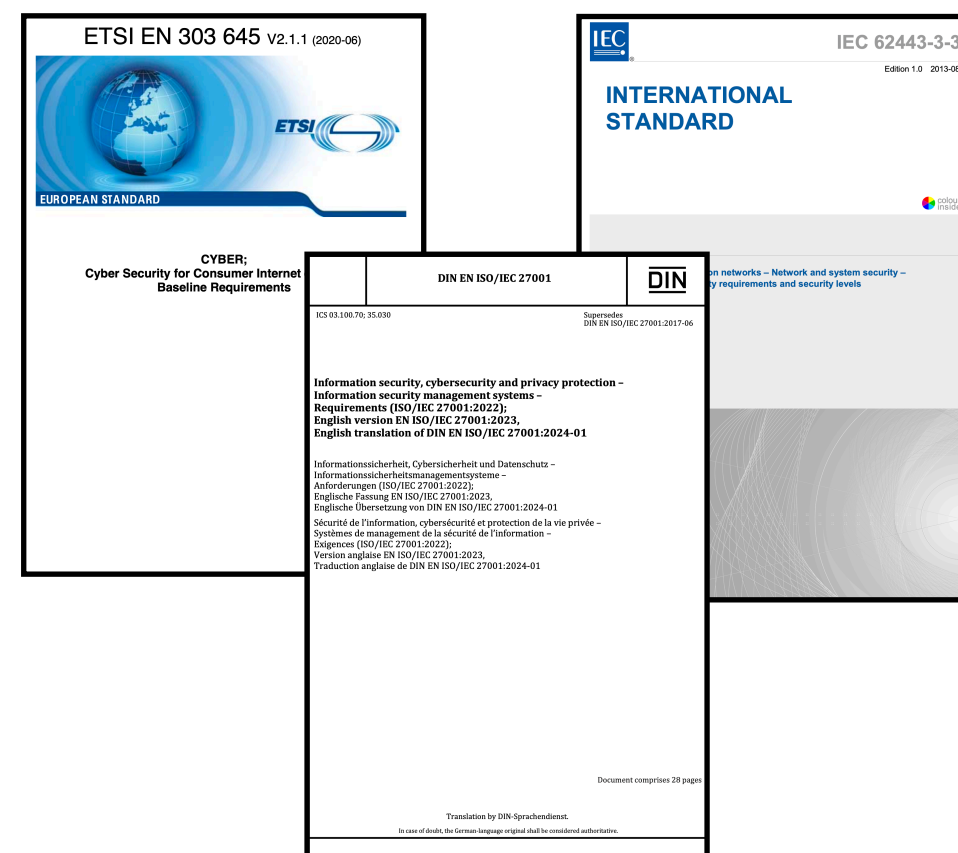 ETSI EN 303 645 V2.1.1 (2020-06)
ETSI
EUROPEAN STANDARD
CYBER;
Cyber Security for Consumer Internet
Baseline Requirements
IEC
®
IEC 62443-3-3
Edition 1.0 2013-08
INTERNATIONAL
STANDARD
colou
inside
on networks – Network and system security –
ty requirements and security levels
DIN EN ISO/IEC 27001
DIN
ICS 03.100.70; 35.030
Supersedes
DIN EN ISO/IEC 27001:2017-06
Information security, cybersecurity and privacy protection –
Information security management systems –
Requirements (ISO/IEC 27001:2022);
English version EN ISO/IEC 27001:2023,
English translation of DIN EN ISO/IEC 27001:2024-01
Informationssicherheit, Cybersicherheit und Datenschutz –
Informationssicherheitsmanagementsysteme –
Anforderungen (ISO/IEC 27001:2022);
Englische Fassung EN ISO/IEC 27001:2023,
Englische Übersetzung von DIN EN ISO/IEC 27001:2024-01
Sécurité de l'information, cybersécurité et protection de la vie privée –
Systèmes de management de la sécurité de l'information –
Exigences (ISO/IEC 27001:2022);
Version anglaise EN ISO/IEC 27001:2023,
Traduction anglaise de DIN EN ISO/IEC 27001:2024-01
Document comprises 28 pages
Translation by DIN-Sprachendienst.
In case of doubt, the German-language original shall be considered authoritative.